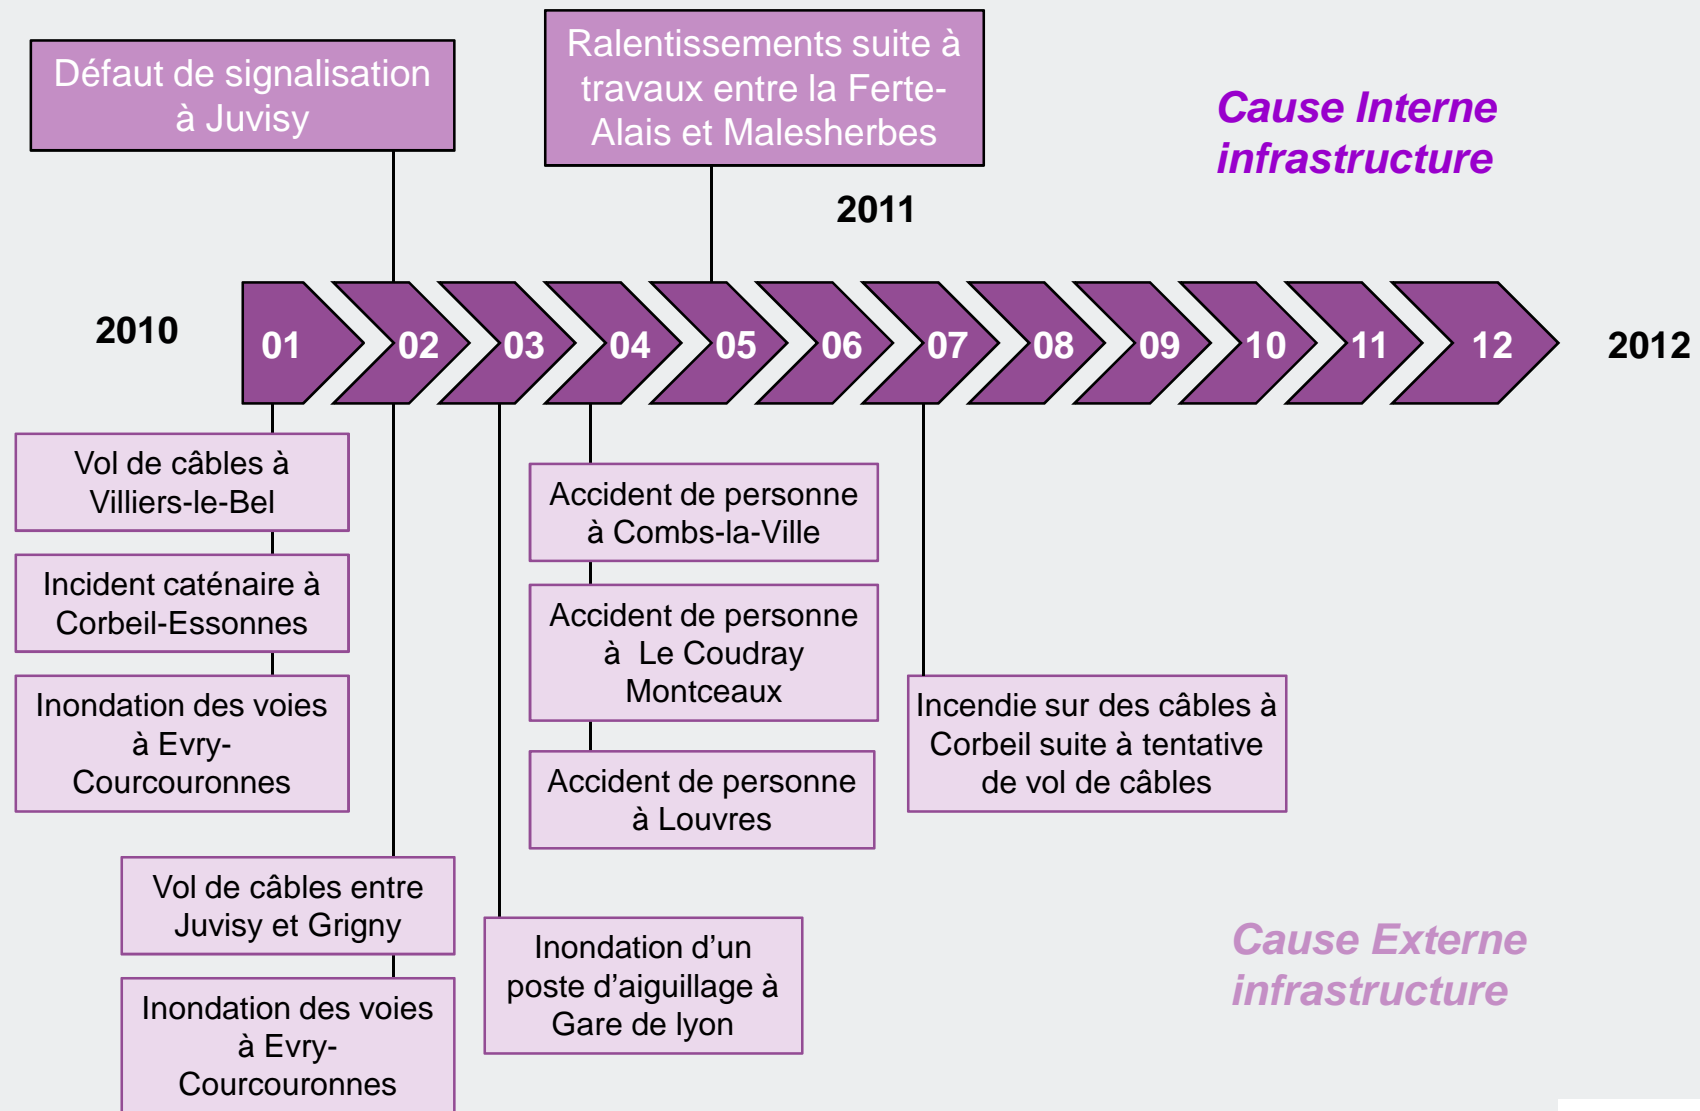 Défaut de signalisation
à Juvisy
Ralentissements suite à
travaux entre la Ferte-
Alais et Malesherbes
Cause Interne
infrastructure
2011
2010
01
02
03
04
05
06
07
08
09
10
11
12
2012
Vol de câbles à
Villiers-le-Bel
Incident caténaire à
Corbeil-Essonnes
Inondation des voies
à Evry-
Courcouronnes
Vol de câbles entre
Juvisy et Grigny
Inondation des voies
à Evry-
Courcouronnes
Inondation d’un
poste d’aiguillage à
Gare de lyon
Accident de personne
à Combs-la-Ville
Accident de personne
à Le Coudray
Montceaux
Accident de personne
à Louvres
Incendie sur des câbles à
Corbeil suite à tentative
de vol de câbles
Cause Externe
infrastructure